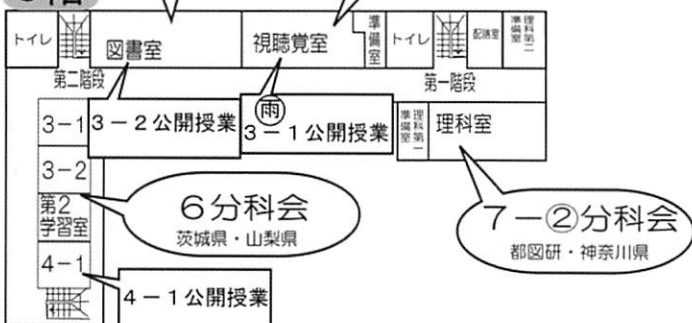 トイレ
図書室
視聴覚室
準備室
トイレ
配膳室
理科第二準備室
第二階段
第一階段
3-1
3-2公開授業
雨
3-1公開授業
理科第一準備室
理科室
3-2
第2
学習室
6分科会
茨城県・山梨県
7-②分科会
都図研・神奈川県
4-1
4-1公開授業